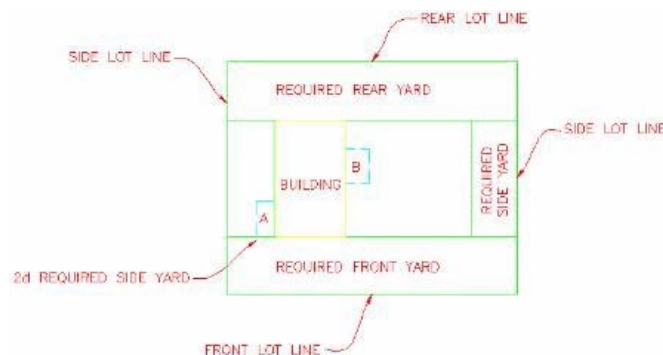 REAR LOT LINE
SIDE LOT LINE
REQUIRED REAR YARD
SIDE LOT LINE
B
REQUIRED
SIDE YARD
BUILDING
A
2d REQUIRED SIDE YARD
REQUIRED FRONT YARD
FRONT LOT LINE